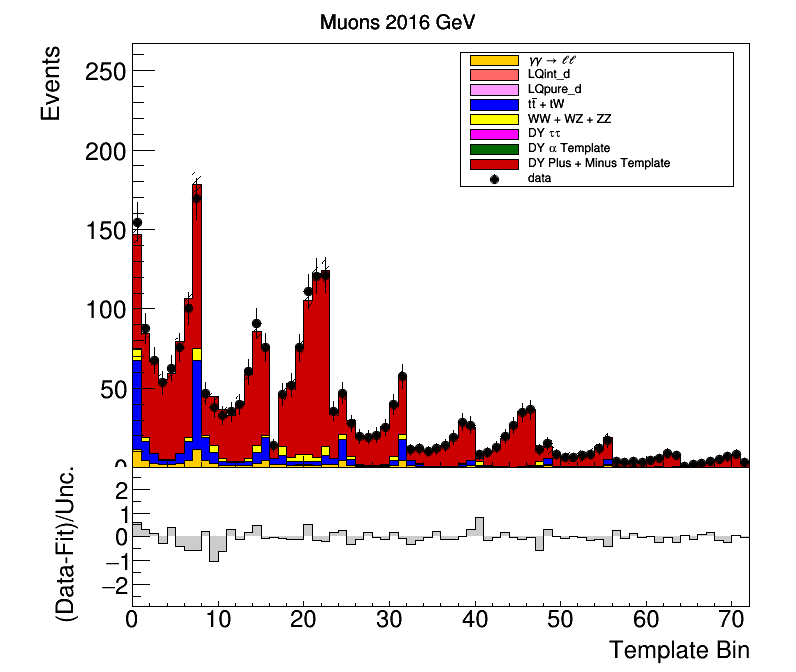 Muons 2016 GeV
Events
250
200
150
100
50
0
γγ → ℓℓ
LQint_d
LQpure_d
tt̅ + tW
WW + WZ + ZZ
DY ττ
DY α Template
DY Plus + Minus Template
data
(Data-Fit)/Unc.
2
1
0
−1
−2
0 10 20 30 40 50 60 70
Template Bin